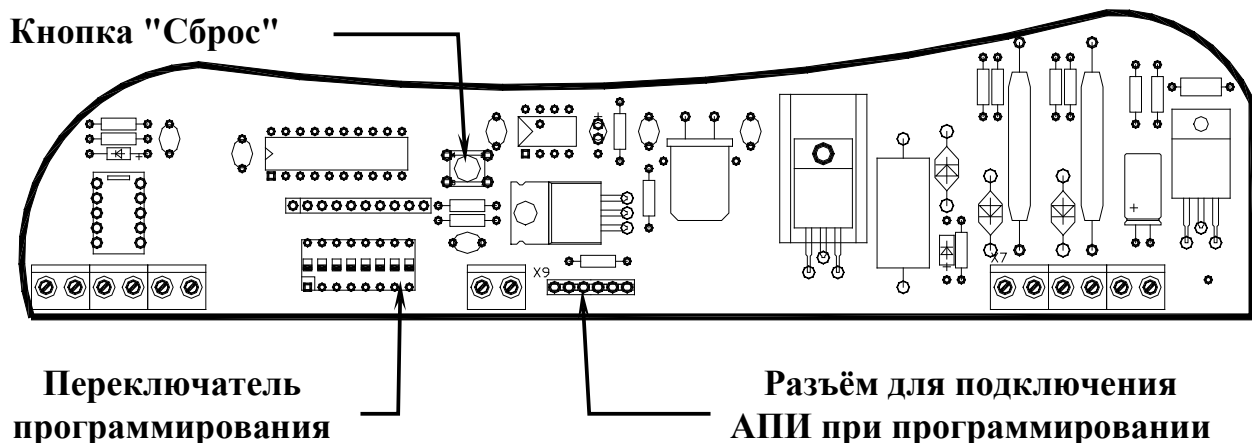 Кнопка "Сброс"
X9
X7
Переключатель
программирования
Разъём для подключения
АПИ при программировании